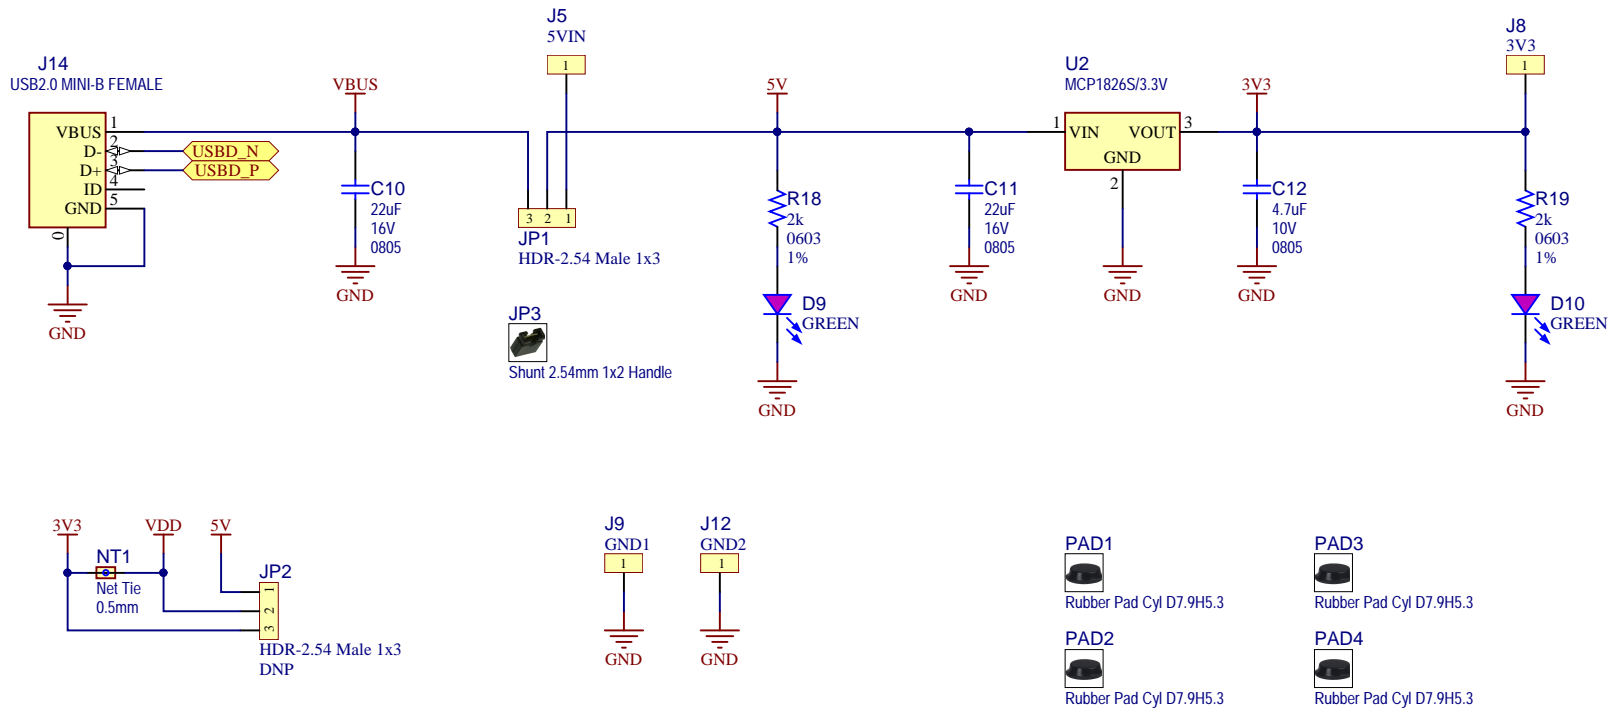 J14
USB2.0 MINI-B FEMALE
VBUS 1
D- 2
D+ 3
ID 4
GND 5
0
GND
USBD_N
USBD_P
VBUS
C10
22uF
16V
0805
GND
J5
5VIN
1
3 2 1
JP1
HDR-2.54 Male 1x3
JP3
Shunt 2.54mm 1x2 Handle
5V
R18
2k
0603
1%
D9
GREEN
GND
C11
22uF
16V
0805
GND
U2
MCP1826S/3.3V
1 VIN VOUT 3
GND
2
GND
3V3
C12
4.7uF
10V
0805
GND
J8
3V3
1
R19
2k
0603
1%
D10
GREEN
GND
3V3 VDD 5V
NT1
Net Tie
0.5mm
JP2
1
2
3
HDR-2.54 Male 1x3
DNP
J9
GND1
1
GND
J12
GND2
1
GND
PAD1
Rubber Pad Cyl D7.9H5.3
PAD3
Rubber Pad Cyl D7.9H5.3
PAD2
Rubber Pad Cyl D7.9H5.3
PAD4
Rubber Pad Cyl D7.9H5.3